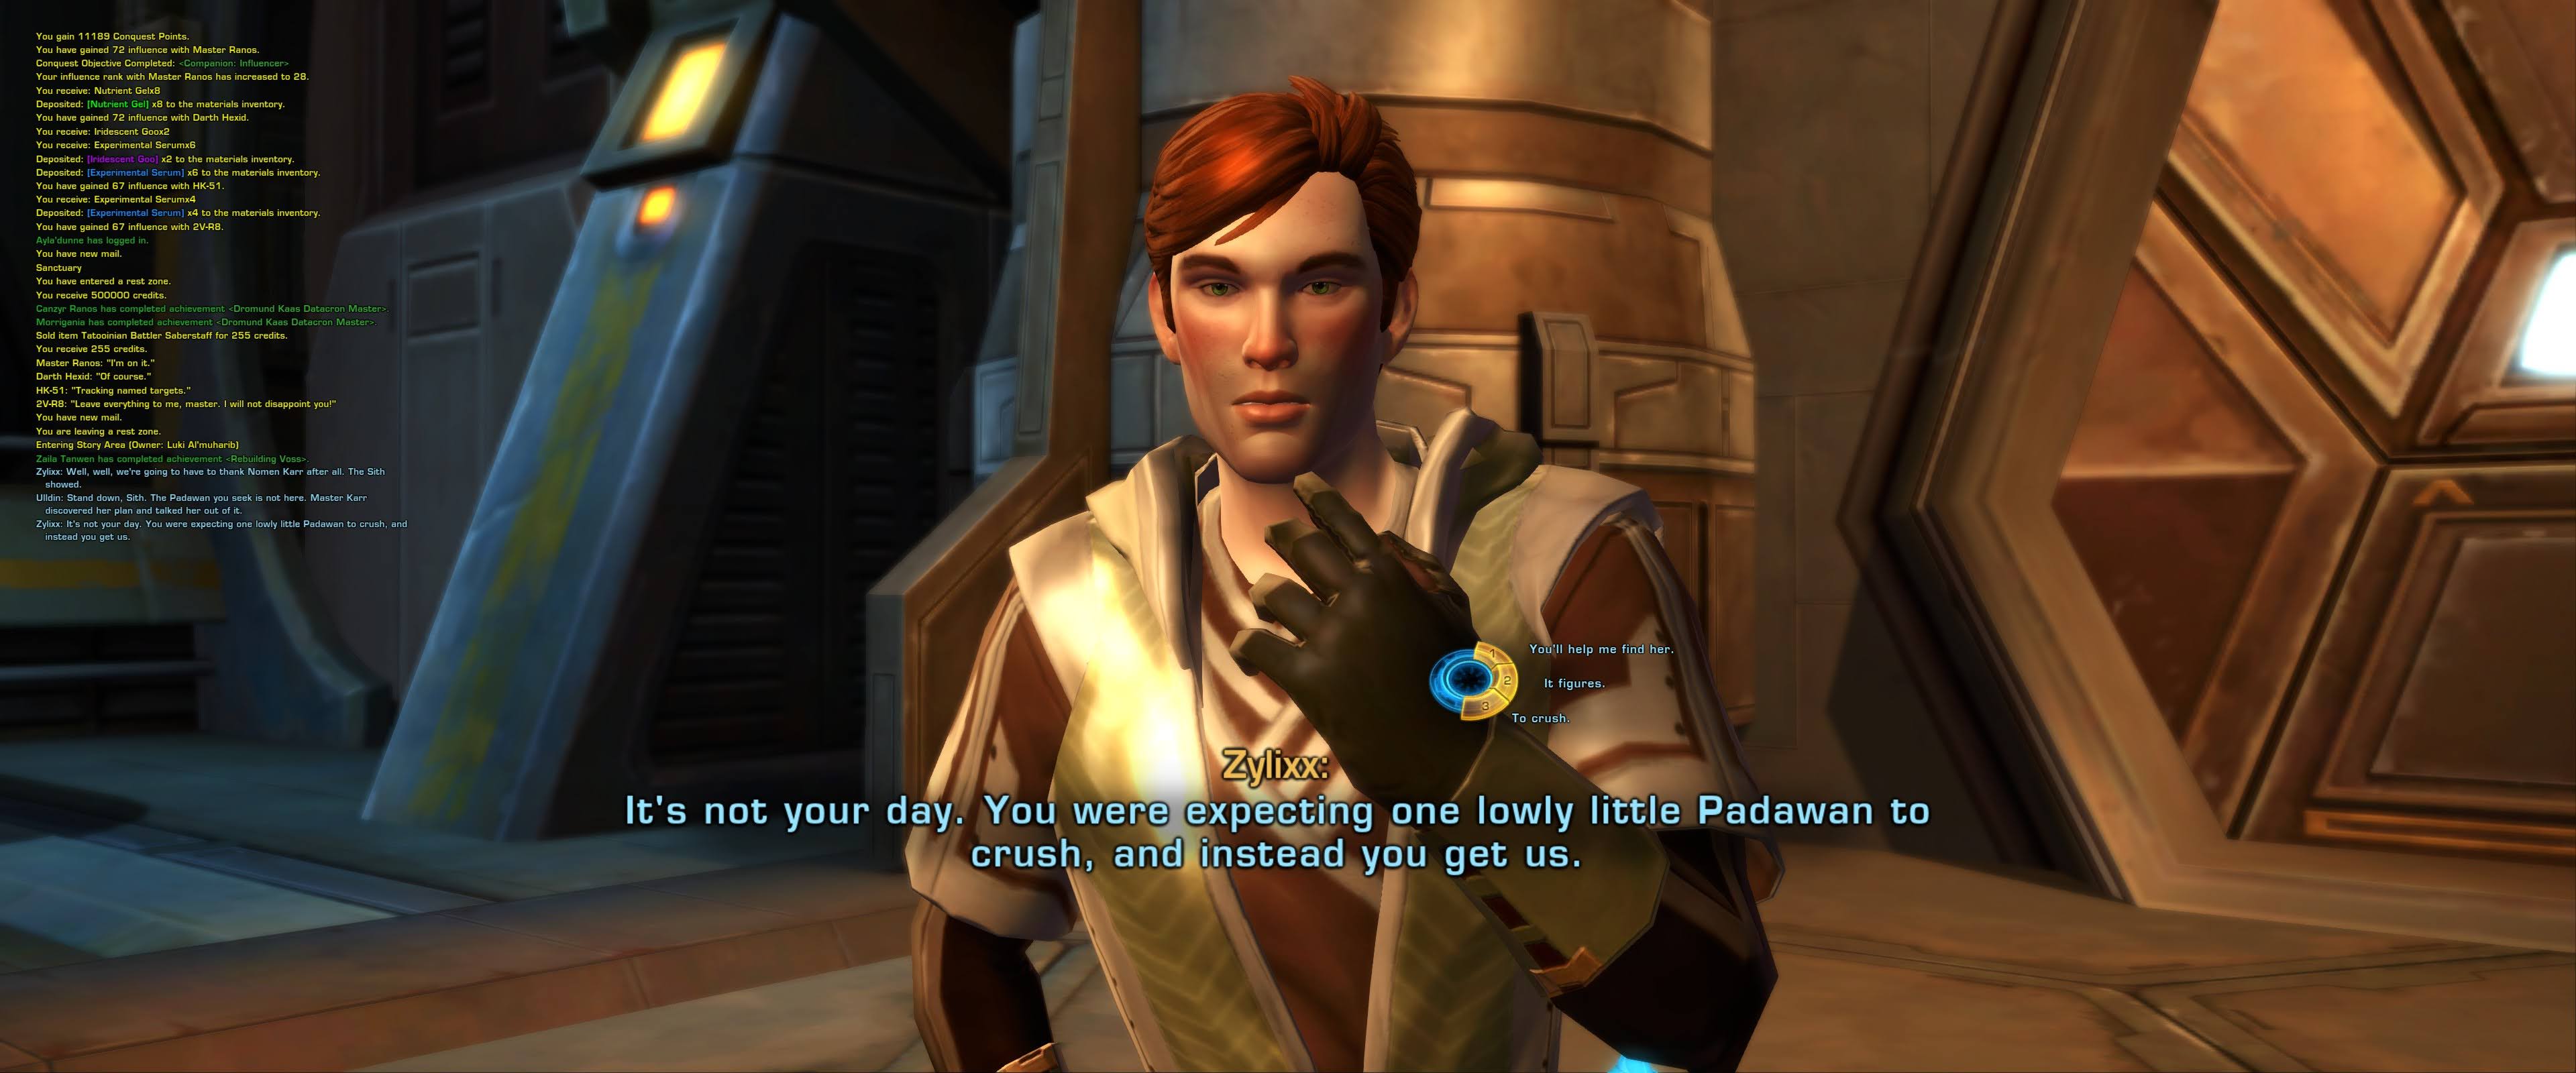 You gain 11189 Conquest Points.
You have gained 72 influence with Master Ranos.
Conquest Objective Completed: <Companion: Influencer>
Your influence rank with Master Ranos has increased to 28.
You receive: Nutrient Gelx8
Deposited: [Nutrient Gel] x8 to the materials inventory.
You have gained 72 influence with Darth Hexid.
You receive: Iridescent Goox2
You receive: Experimental Serumx6
Deposited: [Iridescent Goo] x2 to the materials inventory.
Deposited: [Experimental Serum] x6 to the materials inventory.
You have gained 67 influence with HK-51.
You receive: Experimental Serumx4
Deposited: [Experimental Serum] x4 to the materials inventory.
You have gained 67 influence with 2V-R8.
Ayla'dunne has logged in.
You have new mail.
Sanctuary
You have entered a rest zone.
You receive 500000 credits.
Canzyr Ranos has completed achievement <Dromund Kaas Datacron Master>.
Morrigania has completed achievement <Dromund Kaas Datacron Master>.
Sold item Tatooinian Battler Saberstaff for 255 credits.
You receive 255 credits.
Master Ranos: "I'm on it."
Darth Hexid: "Of course."
HK-51: "Tracking named targets."
2V-R8: "Leave everything to me, master. I will not disappoint you!"
You have new mail.
You are leaving a rest zone.
Entering Story Area (Owner: Luki Al'muharib)
Zaila Tanwen has completed achievement <Rebuilding Voss>.
Zylixx: Well, well, we're going to have to thank Nomen Karr after all. The Sith
showed.
Ulldin: Stand down, Sith. The Padawan you seek is not here. Master Karr
discovered her plan and talked her out of it.
Zylixx: It's not your day. You were expecting one lowly little Padawan to crush, and
instead you get us.
1 You'll help me find her.
2 It figures.
3 To crush.
Zylixx:
It's not your day. You were expecting one lowly little Padawan to
crush, and instead you get us.